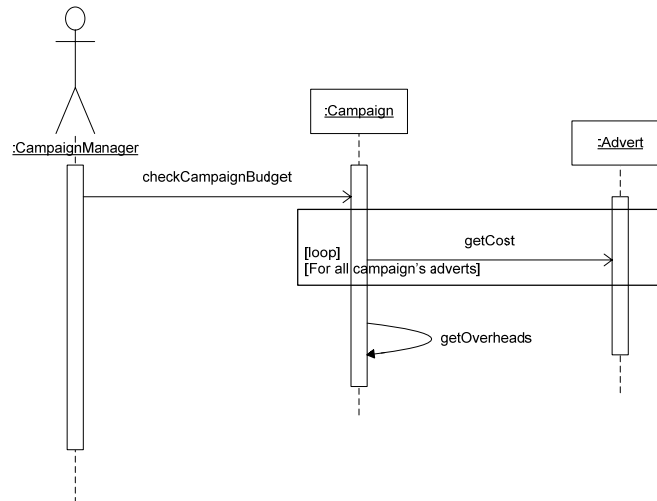 :Campaign
:Advert
:CampaignManager
checkCampaignBudget
getCost
[loop]
[For all campaign's adverts]
getOverheads